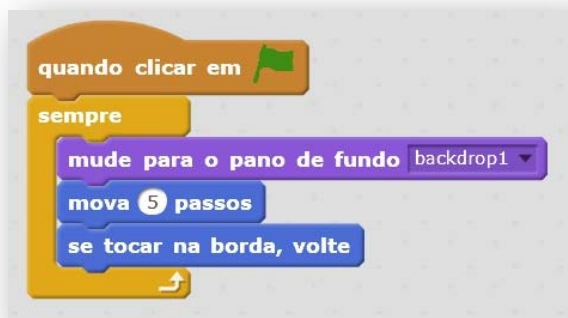 quando clicar em
sempre
mude para o pano de fundo backdrop1
mova 5 passos
se tocar na borda, volte